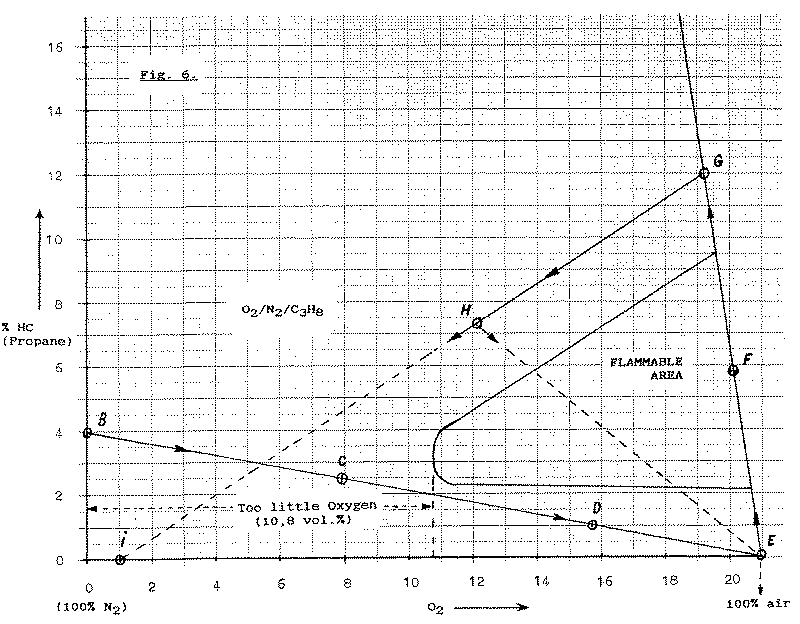 16
Fig. 6.
14
12
G
10
8
O2/N2/C3H8
H
% HC
(Propane)
6
FLAMMABLE
AREA
F
B
4
C
2
Too little Oxygen
(10,8 vol.%)
D
i
E
0
0 2 4 6 8 10 12 14 16 18 20
(100% N2)
O2
100% air